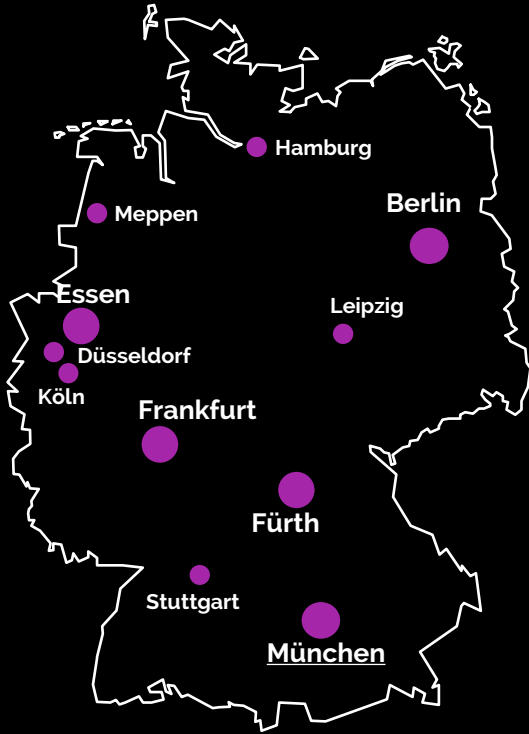 Hamburg
Berlin
Meppen
Essen
Leipzig
Düsseldorf
Köln
Frankfurt
Fürth
Stuttgart
München